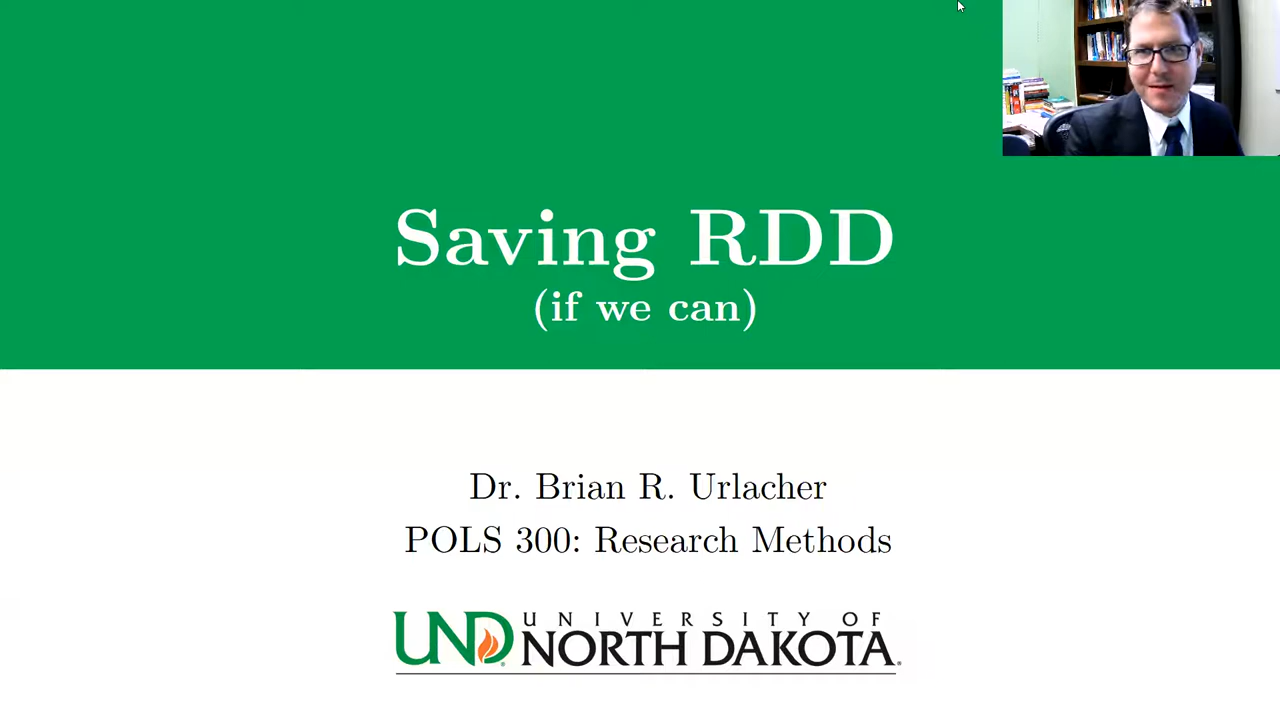 Saving RDD
(if we can)
Dr. Brian R. Urlacher
POLS 300: Research Methods
UND UNIVERSITY OF
NORTH DAKOTA.